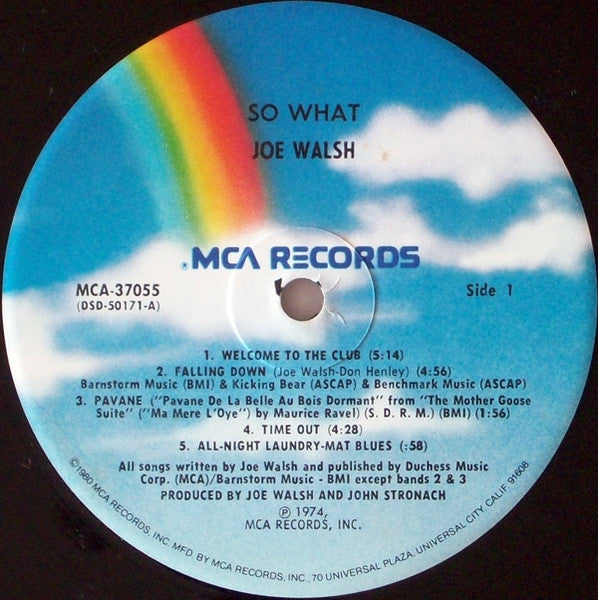 SO WHAT
JOE WALSH
MCA RECORDS
MCA-37055
(DSD-50171-A)
Side 1
1. WELCOME TO THE CLUB (5:14)
2. FALLING DOWN (Joe Walsh-Don Henley) (4:56)
Barnstorm Music (BMI) & Kicking Bear (ASCAP) & Benchmark Music (ASCAP)
3. PAVANE ("Pavane De La Belle Au Bois Dormant" from "The Mother Goose
Suite" ("Ma Mere L'Oye") by Maurice Ravel) (S. D. R. M.) (BMI) (1:56)
4. TIME OUT (4:28)
5. ALL-NIGHT LAUNDRY-MAT BLUES (:58)
All songs written by Joe Walsh and published by Duchess Music
Corp. (MCA)/Barnstorm Music - BMI except bands 2 & 3
PRODUCED BY JOE WALSH AND JOHN STRONACH
℗ 1974,
MCA RECORDS, INC.
©1980 MCA RECORDS, INC. MFD. BY MCA RECORDS, INC., 70 UNIVERSAL PLAZA, UNIVERSAL CITY, CALIF. 91608